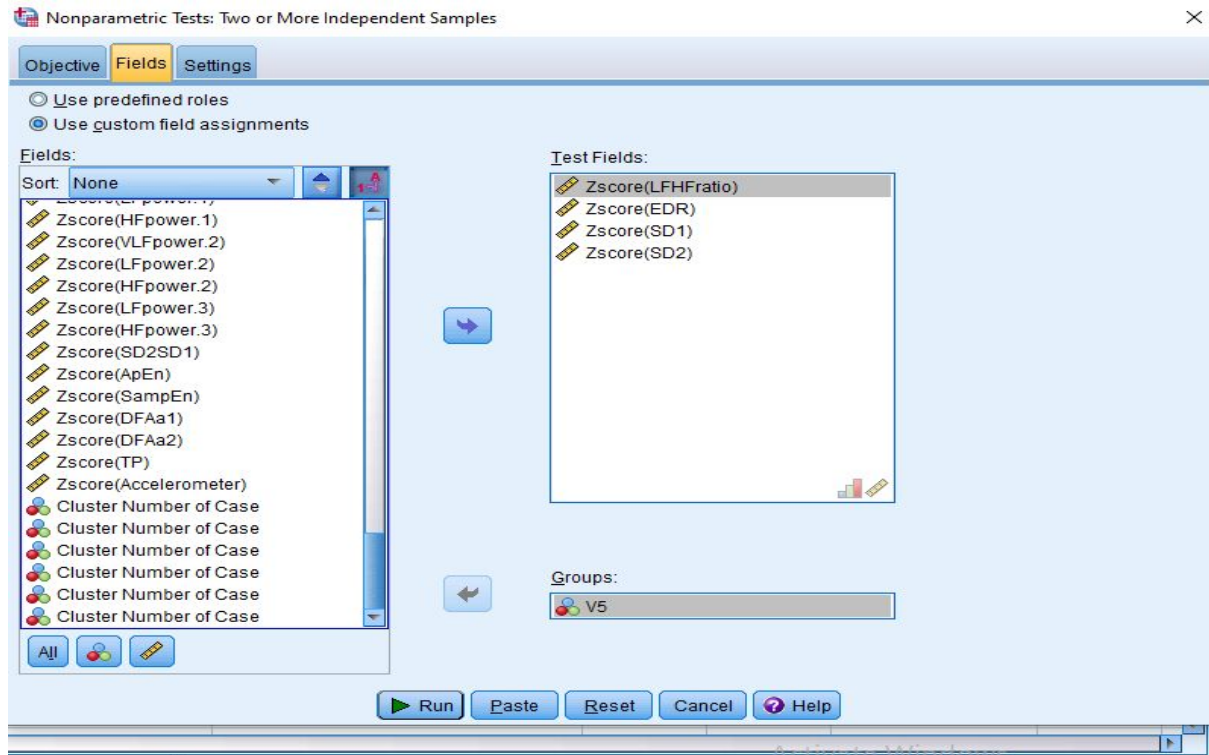 Nonparametric Tests: Two or More Independent Samples
Objective Fields Settings
Use predefined roles
Use custom field assignments
Fields:
Sort: None
Zscore(HFpower.1)
Zscore(VLFpower.2)
Zscore(LFpower.2)
Zscore(HFpower.2)
Zscore(LFpower.3)
Zscore(HFpower.3)
Zscore(SD2SD1)
Zscore(ApEn)
Zscore(SampEn)
Zscore(DFAa1)
Zscore(DFAa2)
Zscore(TP)
Zscore(Accelerometer)
Cluster Number of Case
Cluster Number of Case
Cluster Number of Case
Cluster Number of Case
Cluster Number of Case
Cluster Number of Case
All
Test Fields:
Zscore(LFHFratio)
Zscore(EDR)
Zscore(SD1)
Zscore(SD2)
Groups:
V5
Run Paste Reset Cancel Help